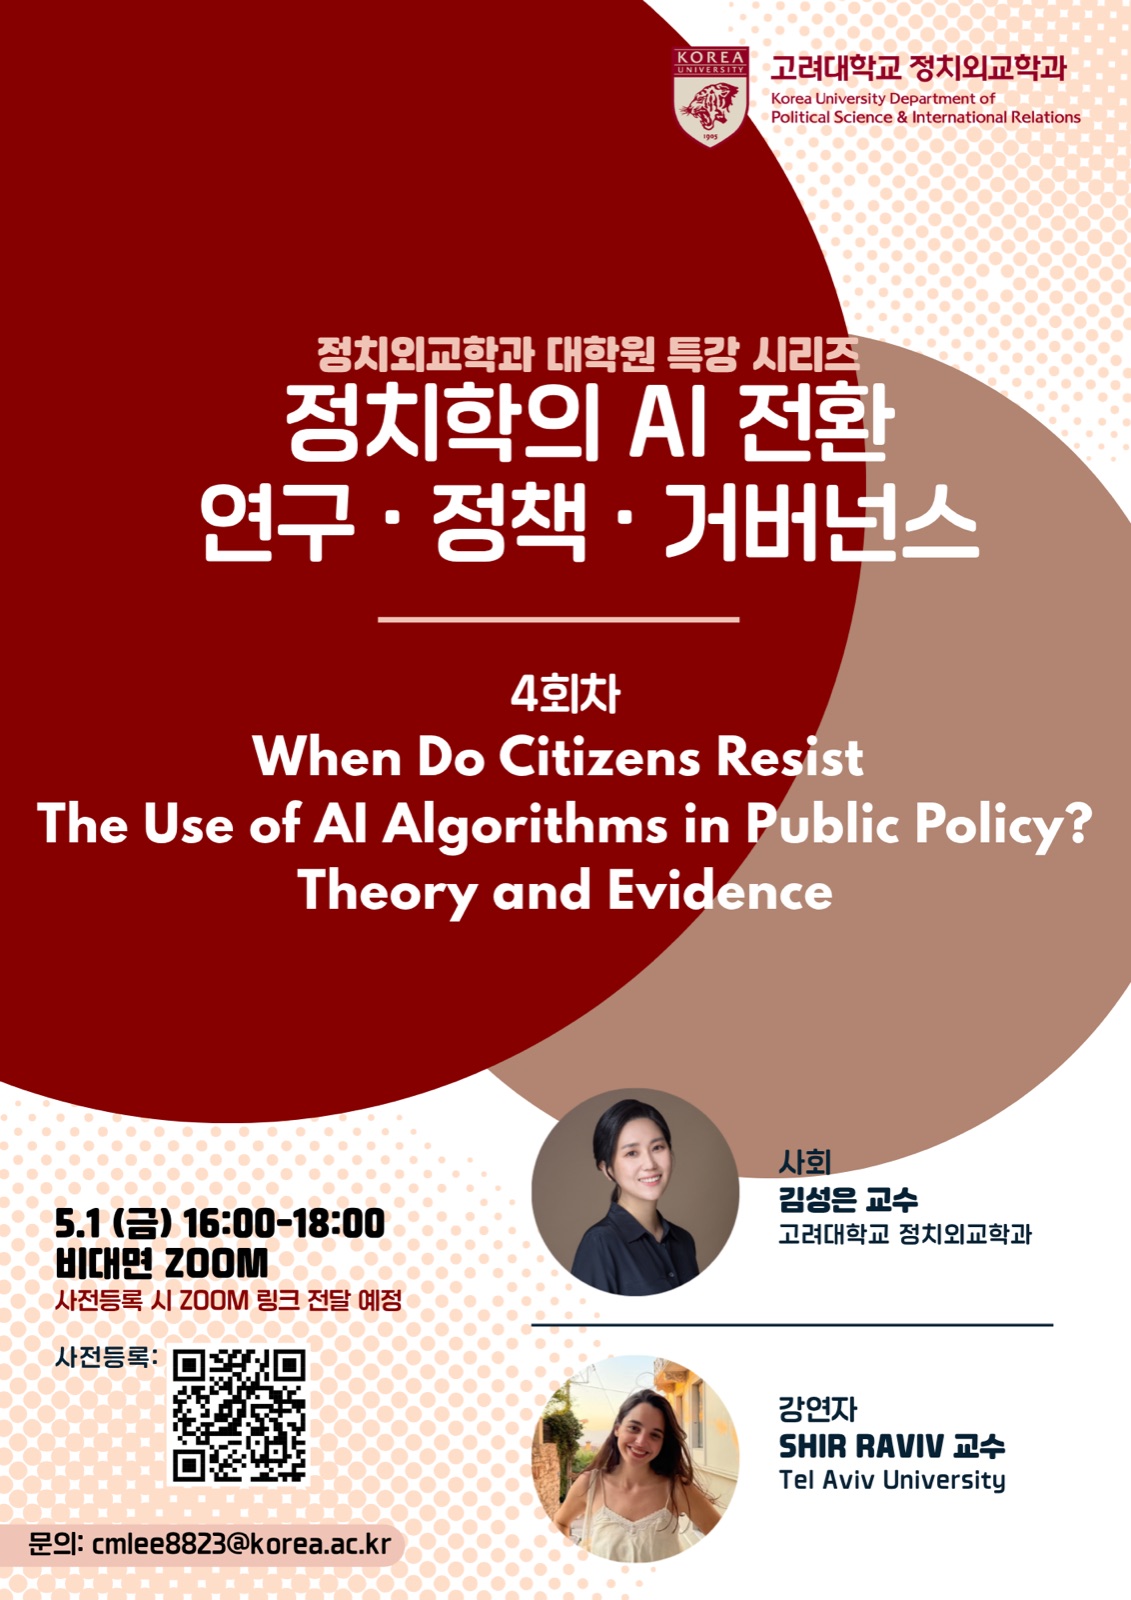 KOREA
UNIVERSITY
1905
고려대학교 정치외교학과
Korea University Department of
Political Science & International Relations
정치외교학과 대학원 특강 시리즈
정치학의 AI 전환
연구 · 정책 · 거버넌스
4회차
When Do Citizens Resist
The Use of AI Algorithms in Public Policy?
Theory and Evidence
5.1 (금) 16:00-18:00
비대면 ZOOM
사전등록 시 ZOOM 링크 전달 예정
사전등록:
문의: cmlee8823@korea.ac.kr
사회
김성은 교수
고려대학교 정치외교학과
강연자
SHIR RAVIV 교수
Tel Aviv University